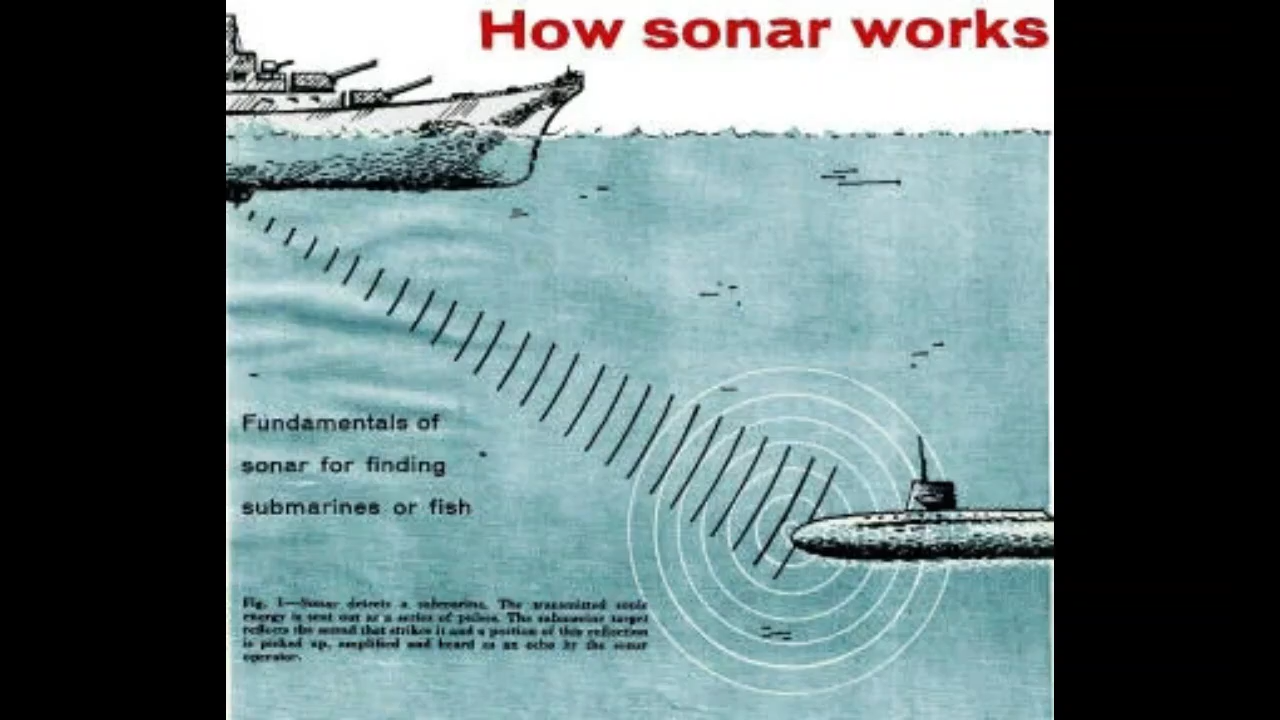 How sonar works
Fundamentals of
sonar for finding
submarines or fish
Fig. 1—Sonar detects a submarine. The transmitted sonic
energy is sent out as a series of pulses. The submarine target
reflects the sound that strikes it and a position of this reflection
is picked up, amplified and heard as an echo by the sonar
operator.